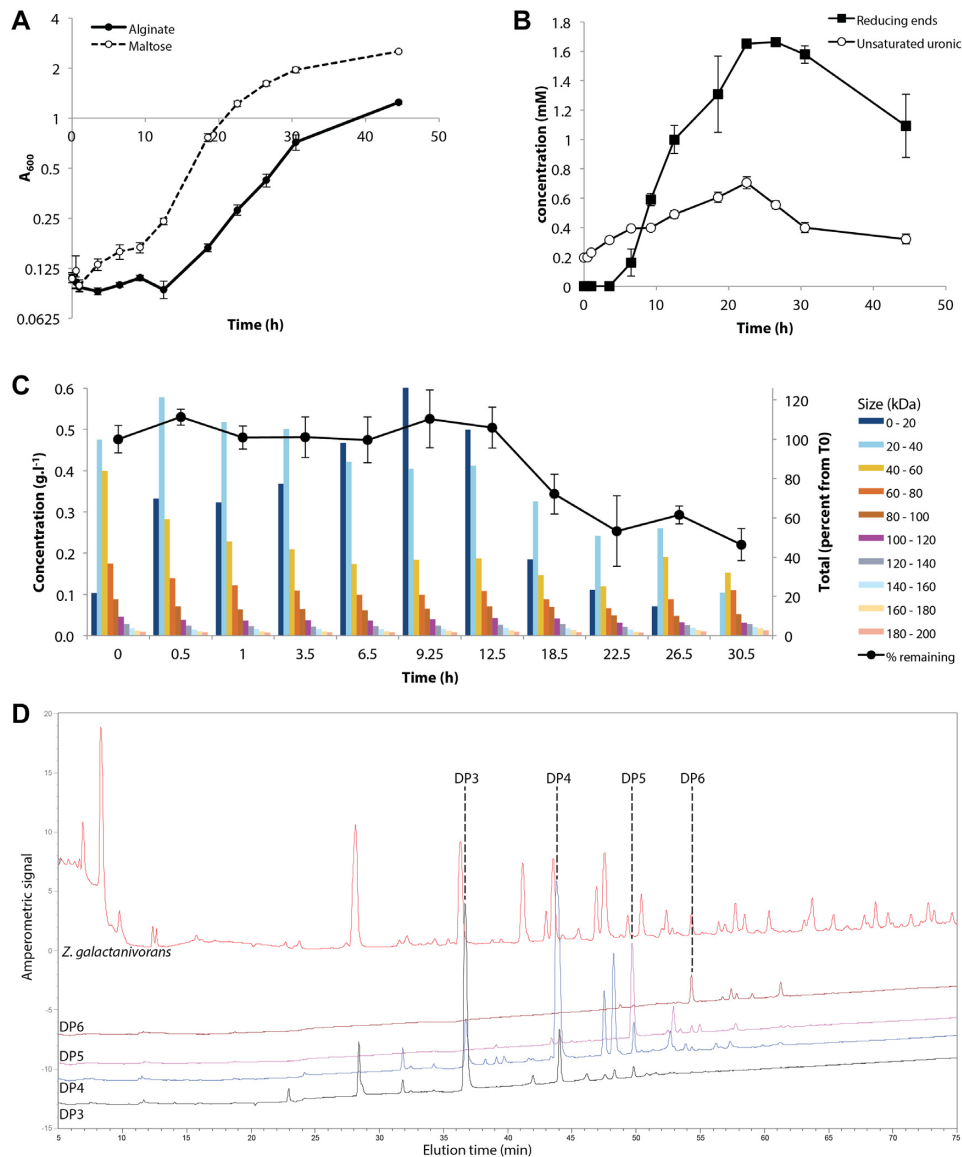 A
Alginate
Maltose
4
2
1
0.5
0.25
0.125
0.0625
0 10 20 30 40 50
A600
Time (h)
B
Reducing ends
Unsaturated uronic
1.8
1.6
1.4
1.2
1
0.8
0.6
0.4
0.2
0
0 10 20 30 40 50
concentration (mM)
Time (h)
C
0.6
0.5
0.4
0.3
0.2
0.1
0.0
Concentration (g.l-1)
0 0.5 1 3.5 6.5 9.25 12.5 18.5 22.5 26.5 30.5
Time (h)
120
100
80
60
40
20
0
Total (percent from T0)
Size (kDa)
0 - 20
20 - 40
40 - 60
60 - 80
80 - 100
100 - 120
120 - 140
140 - 160
160 - 180
180 - 200
% remaining
D
20
15
10
5
0
-5
-10
-15
Amperometric signal
DP3 DP4 DP5 DP6
Z. galactanivorans
DP6
DP5
DP4
DP3
5 10 15 20 25 30 35 40 45 50 55 60 65 70 75
Elution time (min)